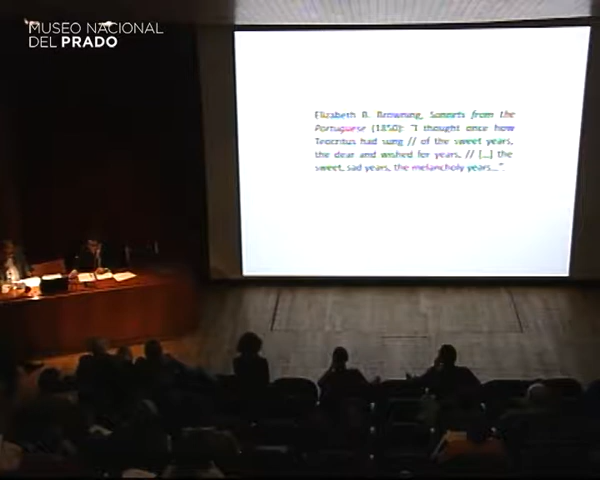 MUSEO NACIONAL
DEL PRADO
Elizabeth B. Browning, Sonnets from the
Portuguese (1850): "I thought once how
Teocritus had sung // of the sweet years,
the dear and wished for years, // [...] the
sweet, sad years, the melancholy years..."